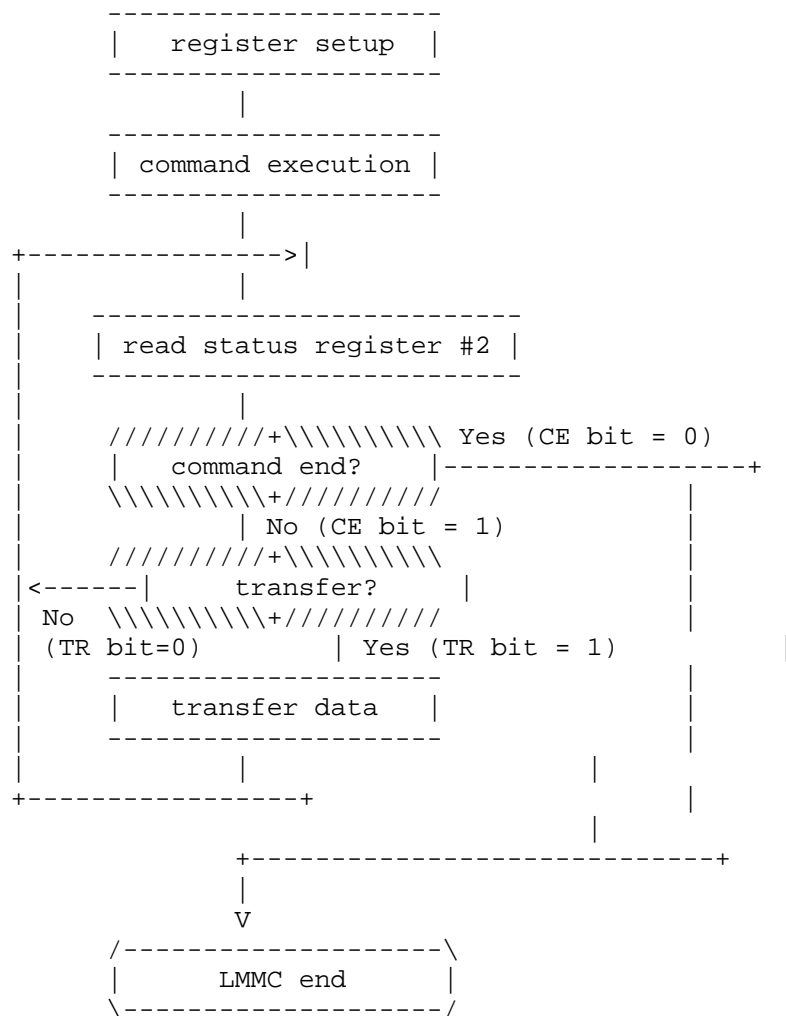 register setup
command execution
read status register #2
Yes (CE bit = 0)
command end?
No (CE bit = 1)
transfer?
No
(TR bit=0) Yes (TR bit = 1)
transfer data
V
LMMC end